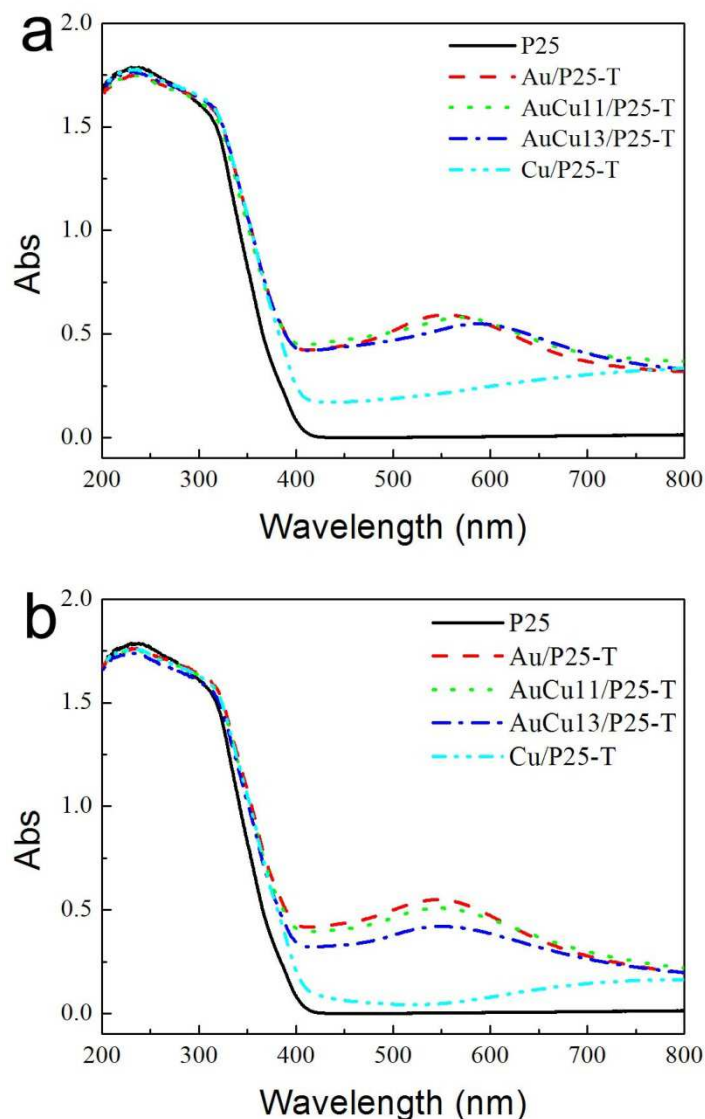 a
2.0
1.5
1.0
0.5
0.0
Abs
P25
Au/P25-T
AuCu11/P25-T
AuCu13/P25-T
Cu/P25-T
200 300 400 500 600 700 800
Wavelength (nm)
b
2.0
1.5
1.0
0.5
0.0
Abs
P25
Au/P25-T
AuCu11/P25-T
AuCu13/P25-T
Cu/P25-T
200 300 400 500 600 700 800
Wavelength (nm)